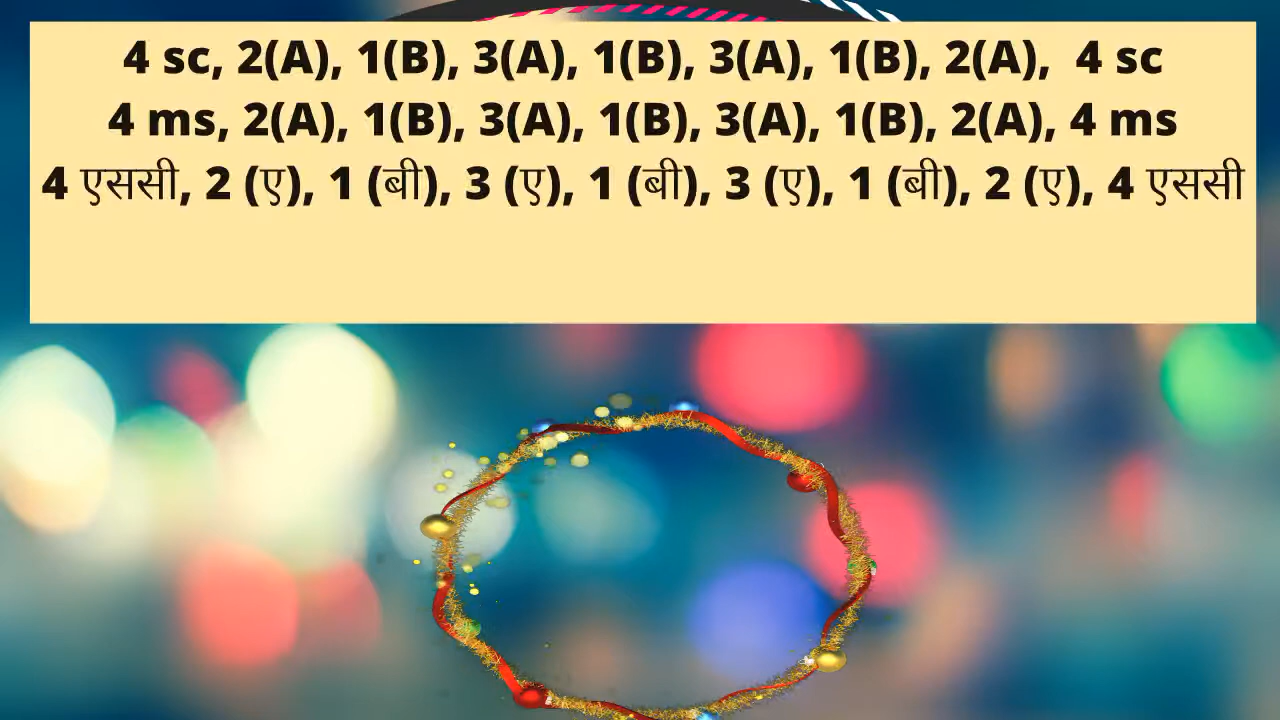 4 sc, 2(A), 1(B), 3(A), 1(B), 3(A), 1(B), 2(A), 4 sc
4 ms, 2(A), 1(B), 3(A), 1(B), 3(A), 1(B), 2(A), 4 ms
4 एससी, 2 (ए), 1 (बी), 3 (ए), 1 (बी), 3 (ए), 1 (बी), 2 (ए), 4 एससी